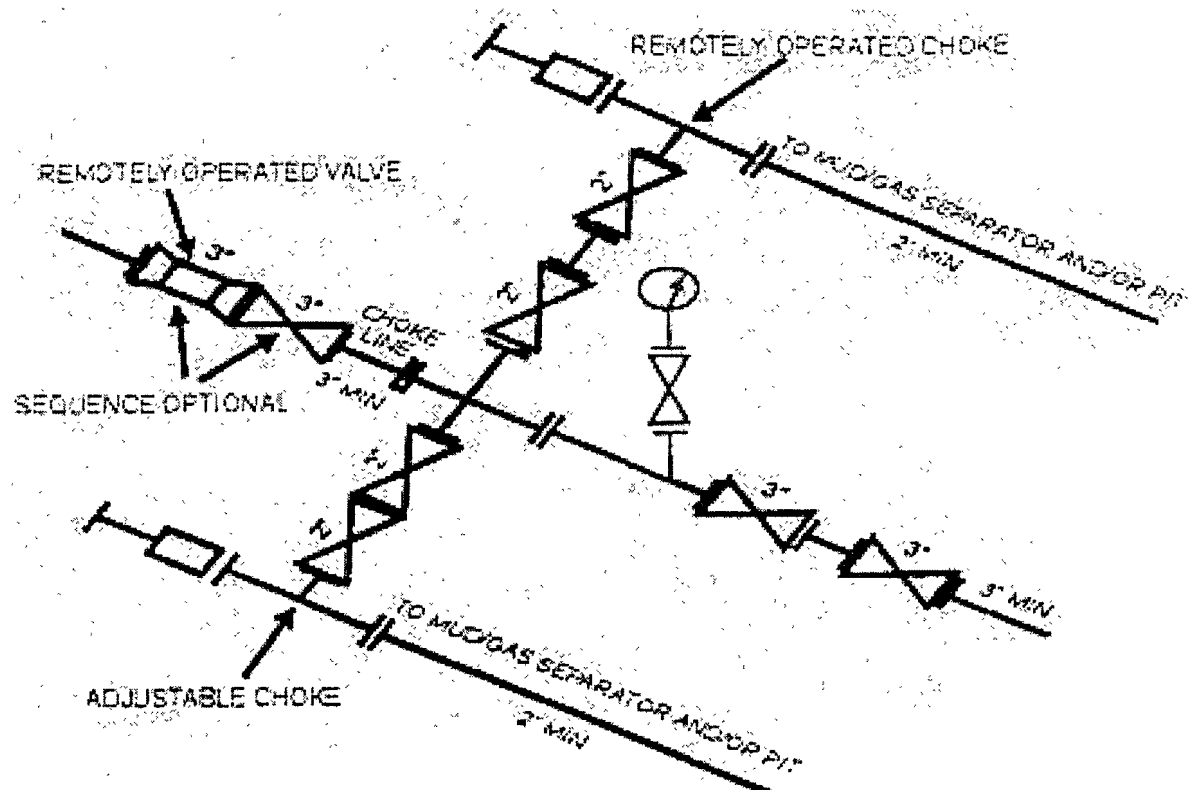 REMOTELY OPERATED CHOKE
TO MUD/GAS SEPARATOR AND/OR PIT
2" MIN
REMOTELY OPERATED VALVE
3"
3"
CHOKE
LINE
3" MIN
SEQUENCE OPTIONAL
2"
2"
2"
2"
3"
3"
3" MIN
TO MUD/GAS SEPARATOR AND/OR PIT
2" MIN
ADJUSTABLE CHOKE